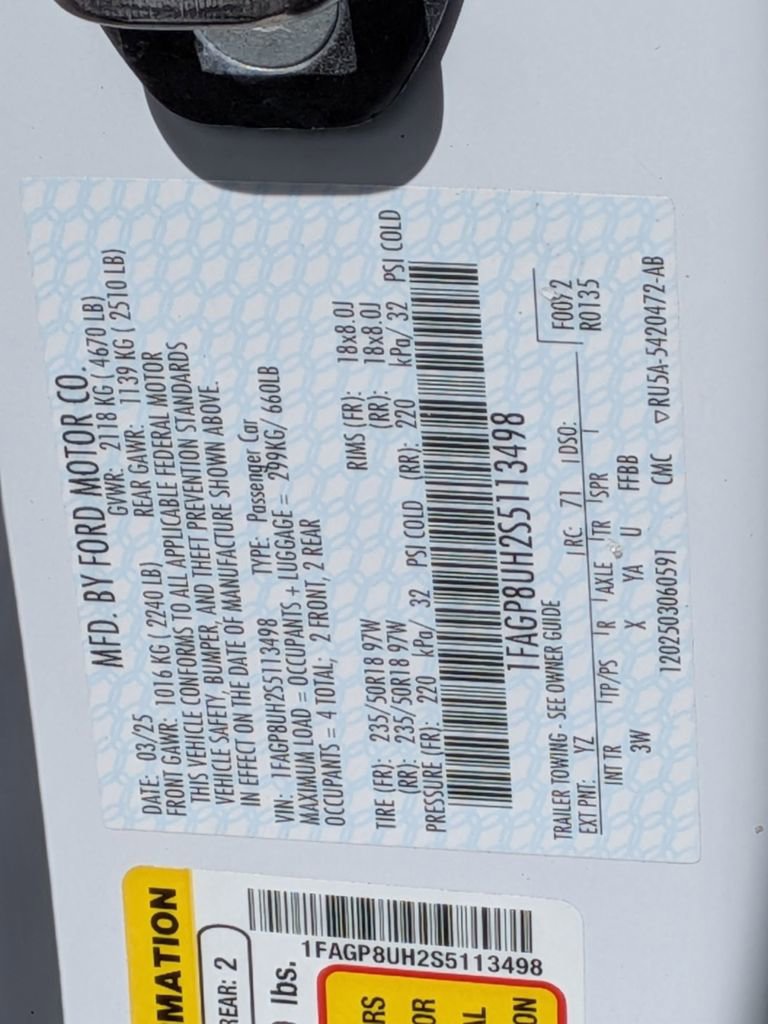 MFD. BY FORD MOTOR CO.
DATE: 03/25 GVWR: 2118 KG ( 4670 LB)
FRONT GAWR: 1016 KG ( 2240 LB) REAR GAWR: 1139 KG ( 2510 LB)
THIS VEHICLE CONFORMS TO ALL APPLICABLE FEDERAL MOTOR
VEHICLE SAFETY, BUMPER, AND THEFT PREVENTION STANDARDS
IN EFFECT ON THE DATE OF MANUFACTURE SHOWN ABOVE.
VIN: 1FAGP8UH2S5113498 TYPE: Passenger Car
MAXIMUM LOAD = OCCUPANTS + LUGGAGE = 299KG/ 660LB
OCCUPANTS = 4 TOTAL; 2 FRONT, 2 REAR
TIRE (FR): 235/50R18 97W RIMS (FR): 18x8.0J
(RR): 235/50R18 97W (RR): 18x8.0J
PRESSURE (FR): 220 kPa/ 32 PSI COLD (RR): 220 kPa/ 32 PSI COLD
1FAGP8UH2S5113498
TRAILER TOWING - SEE OWNER GUIDE
EXT PNT: YZ RC: 71 DSO: R0135
INT TR TP/PS R AXLE TR SPR
3W X YA U FFBB
1202503060591 CMC ▽RU5A-5420472-AB
MATION
REAR: 2
lbs.
1FAGP8UH2S5113498
RS
OR
AL
ON